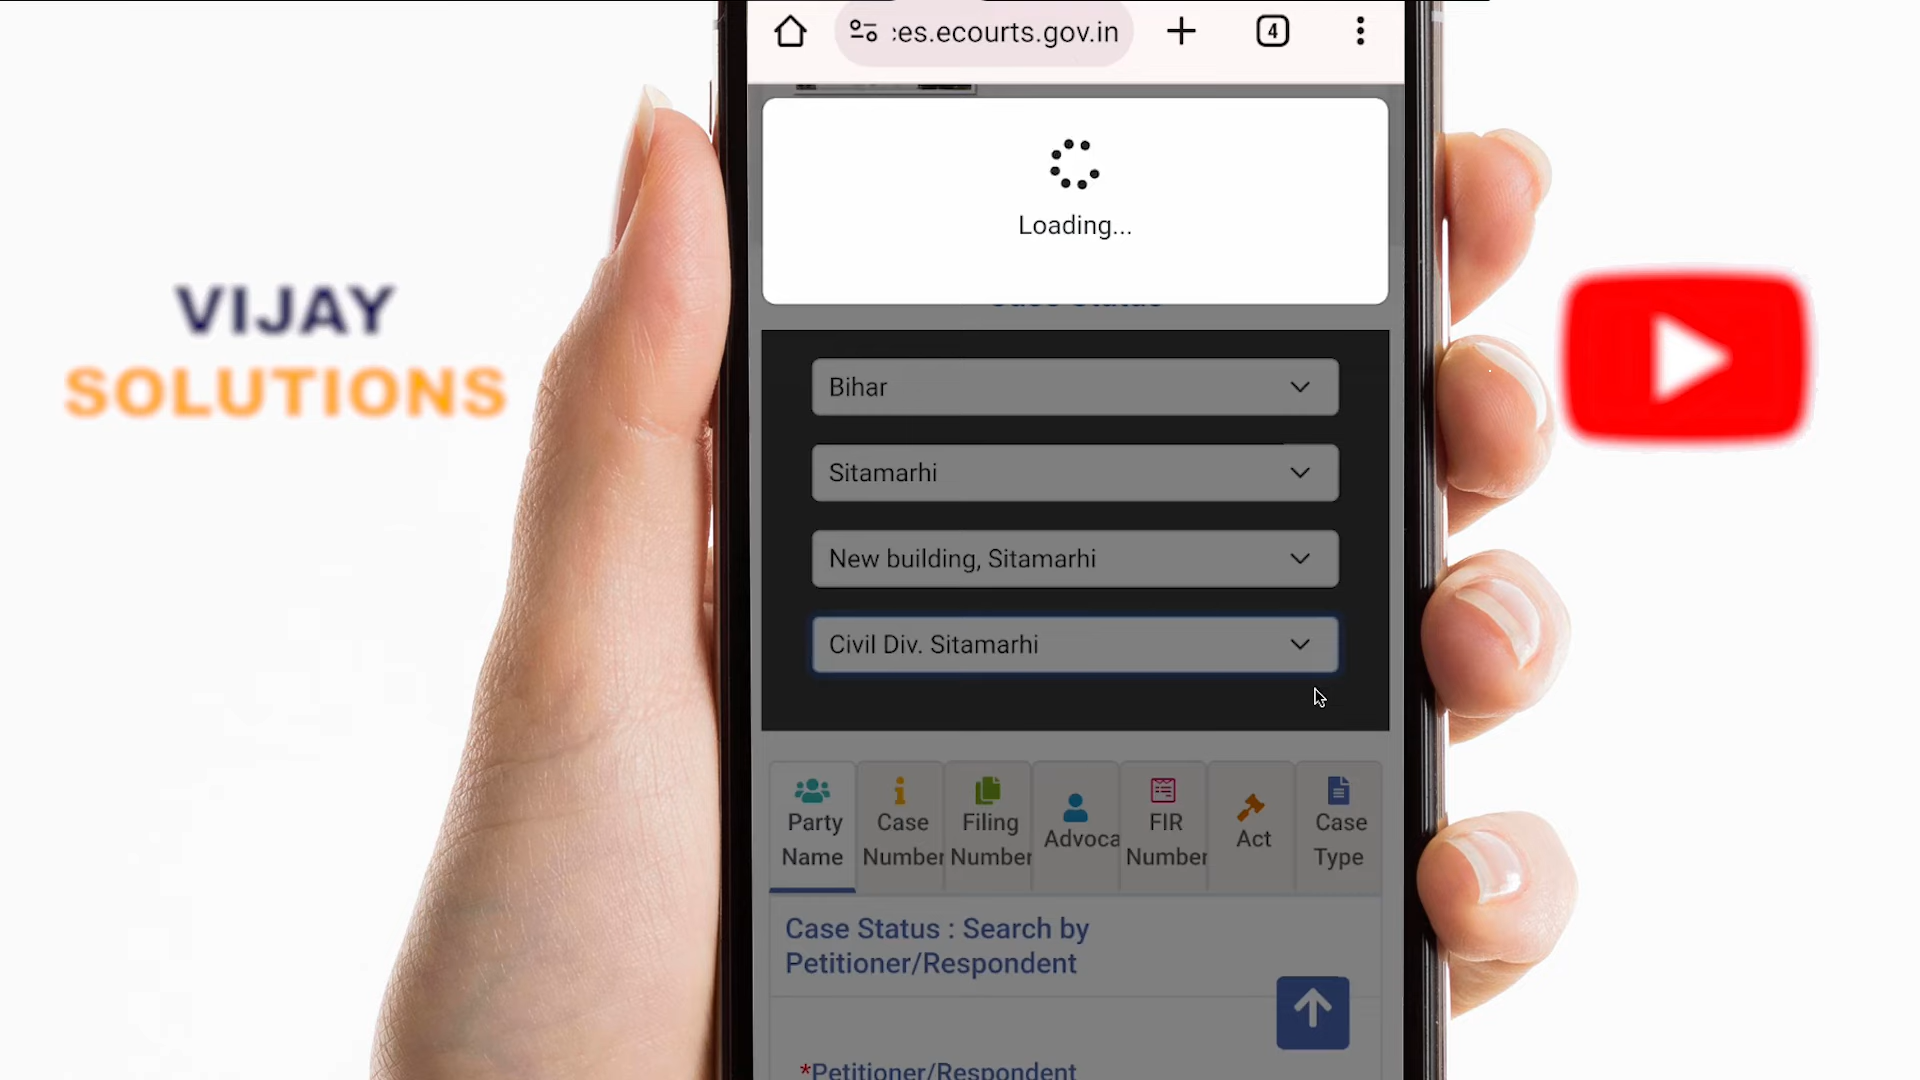 :es.ecourts.gov.in
4
Loading...
VIJAY
SOLUTIONS
Bihar
Sitamarhi
New building, Sitamarhi
Civil Div. Sitamarhi
Party Name
Case Number
Filing Number
Advoca
FIR Number
Act
Case Type
Case Status : Search by
Petitioner/Respondent
*Petitioner/Respondent